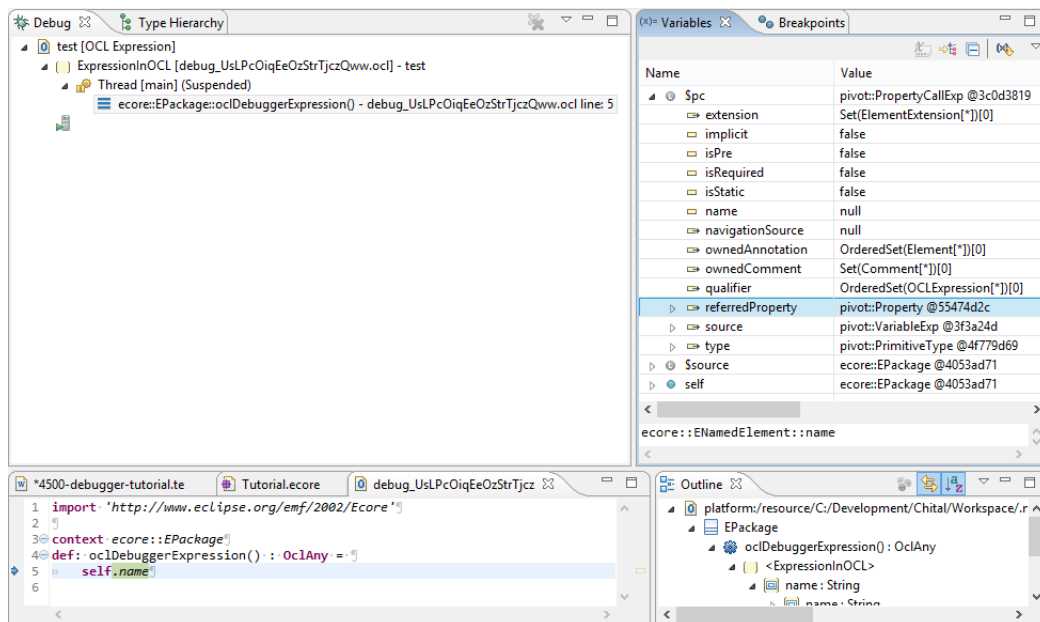 Debug
Type Hierarchy
test [OCL Expression]
ExpressionInOCL [debug_UsLPcOiqEeOzStrTjczQww.ocl] - test
Thread [main] (Suspended)
ecore::EPackage::oclDebuggerExpression() - debug_UsLPcOiqEeOzStrTjczQww.ocl line: 5
(x)= Variables
Breakpoints
Name Value
$pc pivot::PropertyCallExp @3c0d3819
extension Set(ElementExtension[*])[0]
implicit false
isPre false
isRequired false
isStatic false
name null
navigationSource null
ownedAnnotation OrderedSet(Element[*])[0]
ownedComment Set(Comment[*])[0]
qualifier OrderedSet(OCLExpression[*])[0]
referredProperty pivot::Property @55474d2c
source pivot::VariableExp @3f3a24d
type pivot::PrimitiveType @4f779d69
$source ecore::EPackage @4053ad71
self ecore::EPackage @4053ad71
ecore::ENamedElement::name
*4500-debugger-tutorial.te
Tutorial.ecore
debug_UsLPcOiqEeOzStrTjcz
1 import 'http://www.eclipse.org/emf/2002/Ecore'¶
2 ¶
3 context ecore::EPackage¶
4 def: oclDebuggerExpression() : OclAny = ¶
5 » self.name¶
6
Outline
platform:/resource/C:/Development/Chital/Workspace/.r
EPackage
oclDebuggerExpression() : OclAny
<ExpressionInOCL>
name : String
name : String